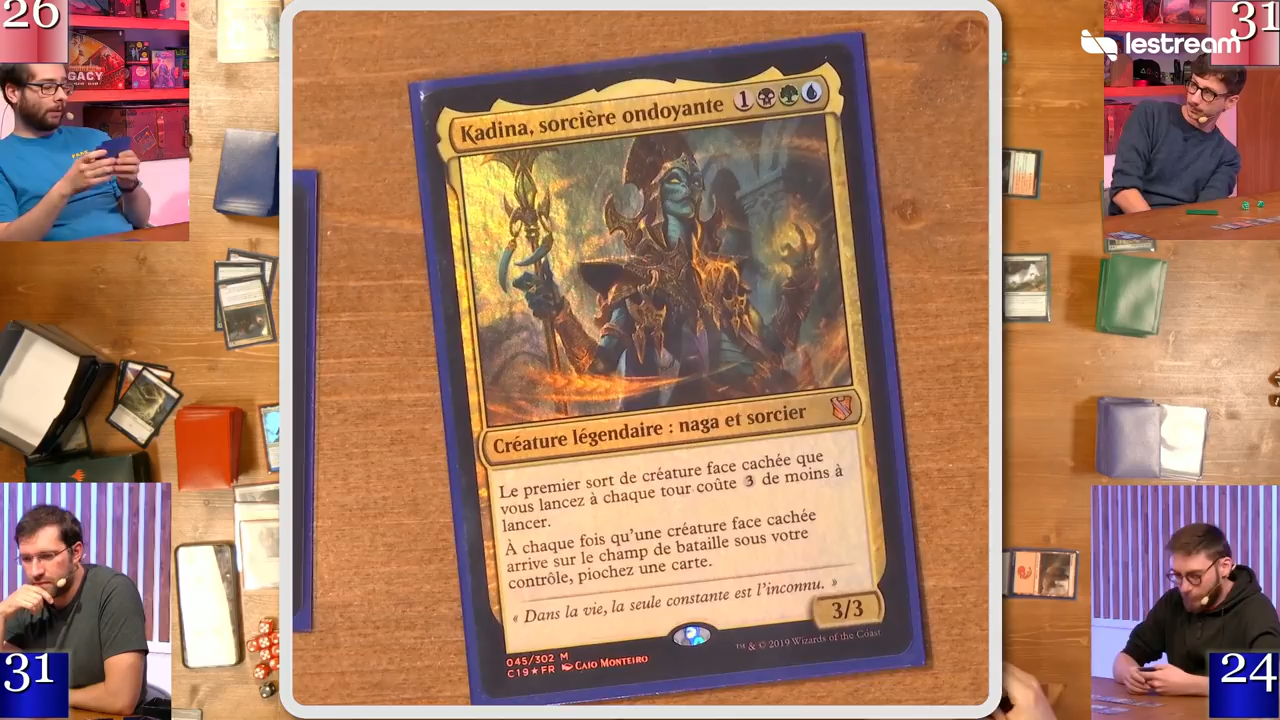 26
31
lestream
LEGACY
Kadina, sorcière ondoyante 1
Créature légendaire : naga et sorcier
Le premier sort de créature face cachée que
vous lancez à chaque tour coûte 3 de moins à
lancer.
À chaque fois qu'une créature face cachée
arrive sur le champ de bataille sous votre
contrôle, piochez une carte.
« Dans la vie, la seule constante est l'inconnu. »
3/3
045/302 M
C19★FR CAIO MONTEIRO
™ & © 2019 Wizards of the Coast
31
24